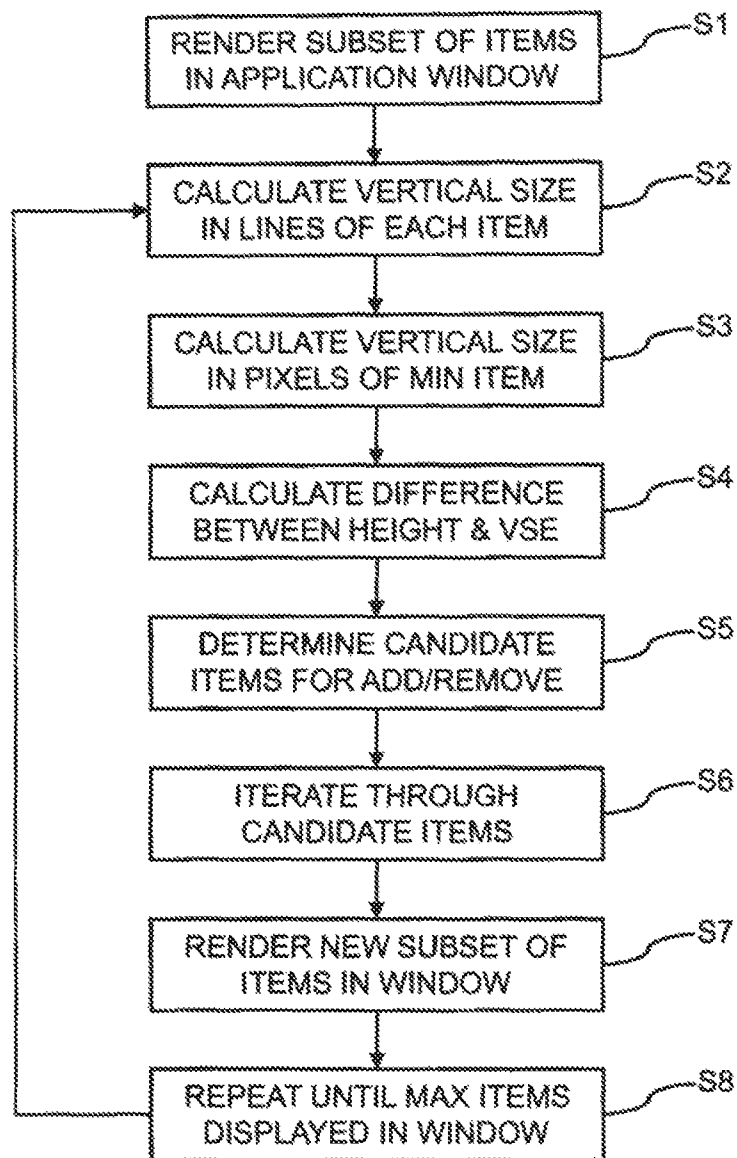 RENDER SUBSET OF ITEMS
IN APPLICATION WINDOW
S1
CALCULATE VERTICAL SIZE
IN LINES OF EACH ITEM
S2
CALCULATE VERTICAL SIZE
IN PIXELS OF MIN ITEM
S3
CALCULATE DIFFERENCE
BETWEEN HEIGHT & VSE
S4
DETERMINE CANDIDATE
ITEMS FOR ADD/REMOVE
S5
ITERATE THROUGH
CANDIDATE ITEMS
S6
RENDER NEW SUBSET OF
ITEMS IN WINDOW
S7
REPEAT UNTIL MAX ITEMS
DISPLAYED IN WINDOW
S8